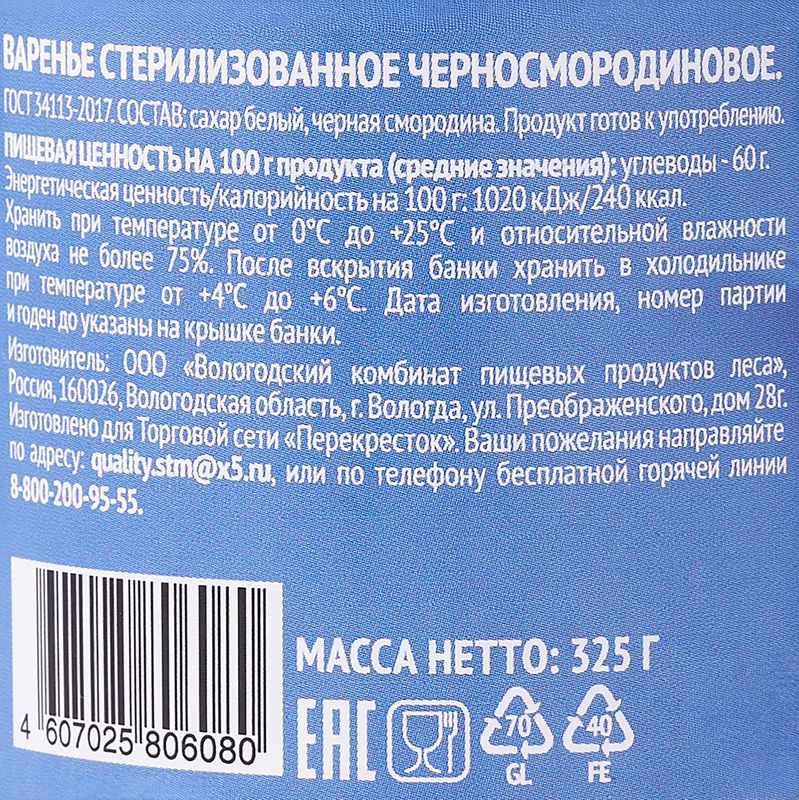 ВАРЕНЬЕ СТЕРИЛИЗОВАННОЕ ЧЕРНОСМОРОДИНОВОЕ.
ГОСТ 34113-2017. СОСТАВ: сахар белый, черная смородина. Продукт готов к употреблению.
ПИЩЕВАЯ ЦЕННОСТЬ НА 100 г продукта (средние значения): углеводы - 60 г.
Энергетическая ценность/калорийность на 100 г: 1020 кДж/240 ккал.
Хранить при температуре от 0°С до +25°С и относительной влажности
воздуха не более 75%. После вскрытия банки хранить в холодильнике
при температуре от +4°С до +6°С. Дата изготовления, номер партии
и годен до указаны на крышке банки.
Изготовитель: ООО «Вологодский комбинат пищевых продуктов леса»,
Россия, 160026, Вологодская область, г. Вологда, ул. Преображенского, дом 28г.
Изготовлено для Торговой сети «Перекресток». Ваши пожелания направляйте
по адресу: quality.stm@x5.ru, или по телефону бесплатной горячей линии
8-800-200-95-55.
МАССА НЕТТО: 325 Г
4 607025 806080
EAC
70
GL
40
FE